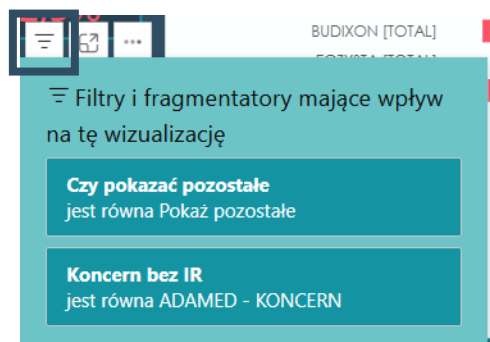 BUDIXON [TOTAL]
Filtry i fragmentatory mające wpływ
na tę wizualizację
Czy pokazać pozostałe
jest równa Pokaż pozostałe
Koncern bez IR
jest równa ADAMED - KONCERN